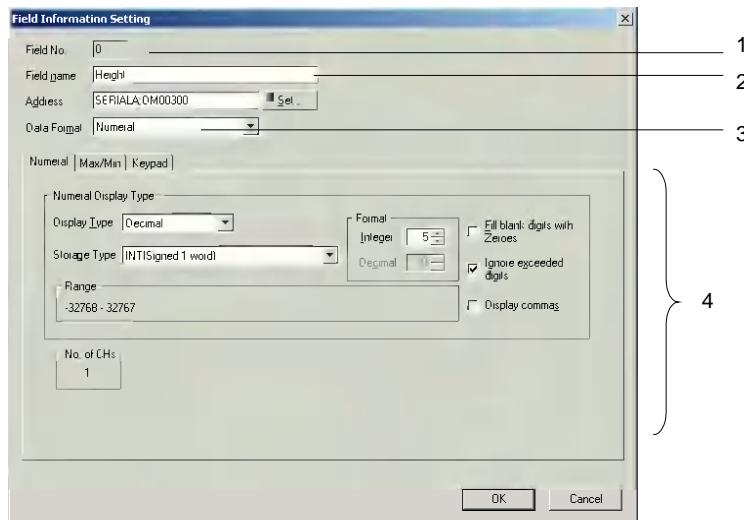 Field Information Setting
Field No. 0 1
Field name Height 2
Address SERIALA:DM00300 Set...
Data Format Numeral 3
Numeral Max/Min Keypad
Numeral Display Type
Display Type Decimal
Storage Type INT(Signed 1 word)
Format
Integer 5
Decimal 0
Fill blank digits with Zeroes
Ignore exceeded digits
Display commas
Range
-32768 - 32767
4
No. of CHs
1
OK Cancel